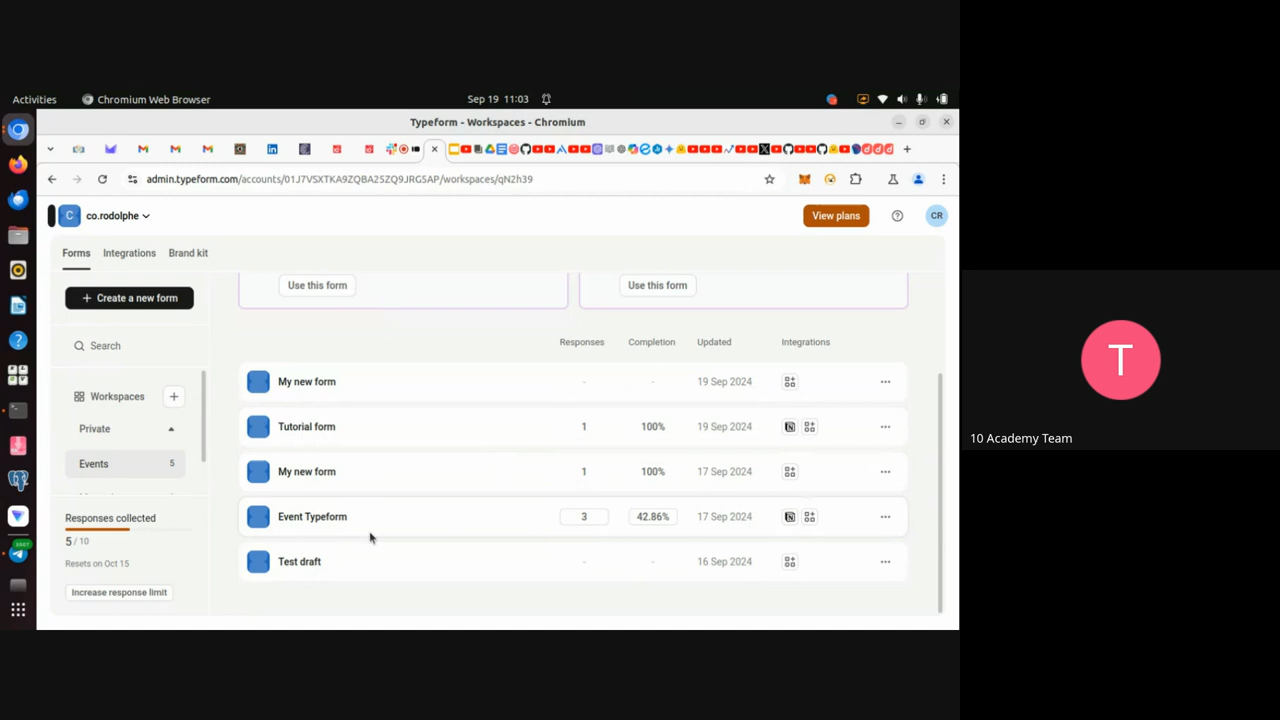 Activities Chromium Web Browser Sep 19 11:03
Typeform - Workspaces - Chromium
admin.typeform.com/accounts/01J7VSXTKA9ZQBA25ZQ9JRG5AP/workspaces/qN2h39
C co.rodolphe View plans CR
Forms Integrations Brand kit
+ Create a new form
Use this form Use this form
Search
Responses Completion Updated Integrations
Workspaces +
Private
Events 5
My new form - - 19 Sep 2024
Tutorial form 1 100% 19 Sep 2024
My new form 1 100% 17 Sep 2024
Event Typeform 3 42.86% 17 Sep 2024
Test draft - - 16 Sep 2024
Responses collected
5 / 10
Resets on Oct 15
Increase response limit
T
10 Academy Team